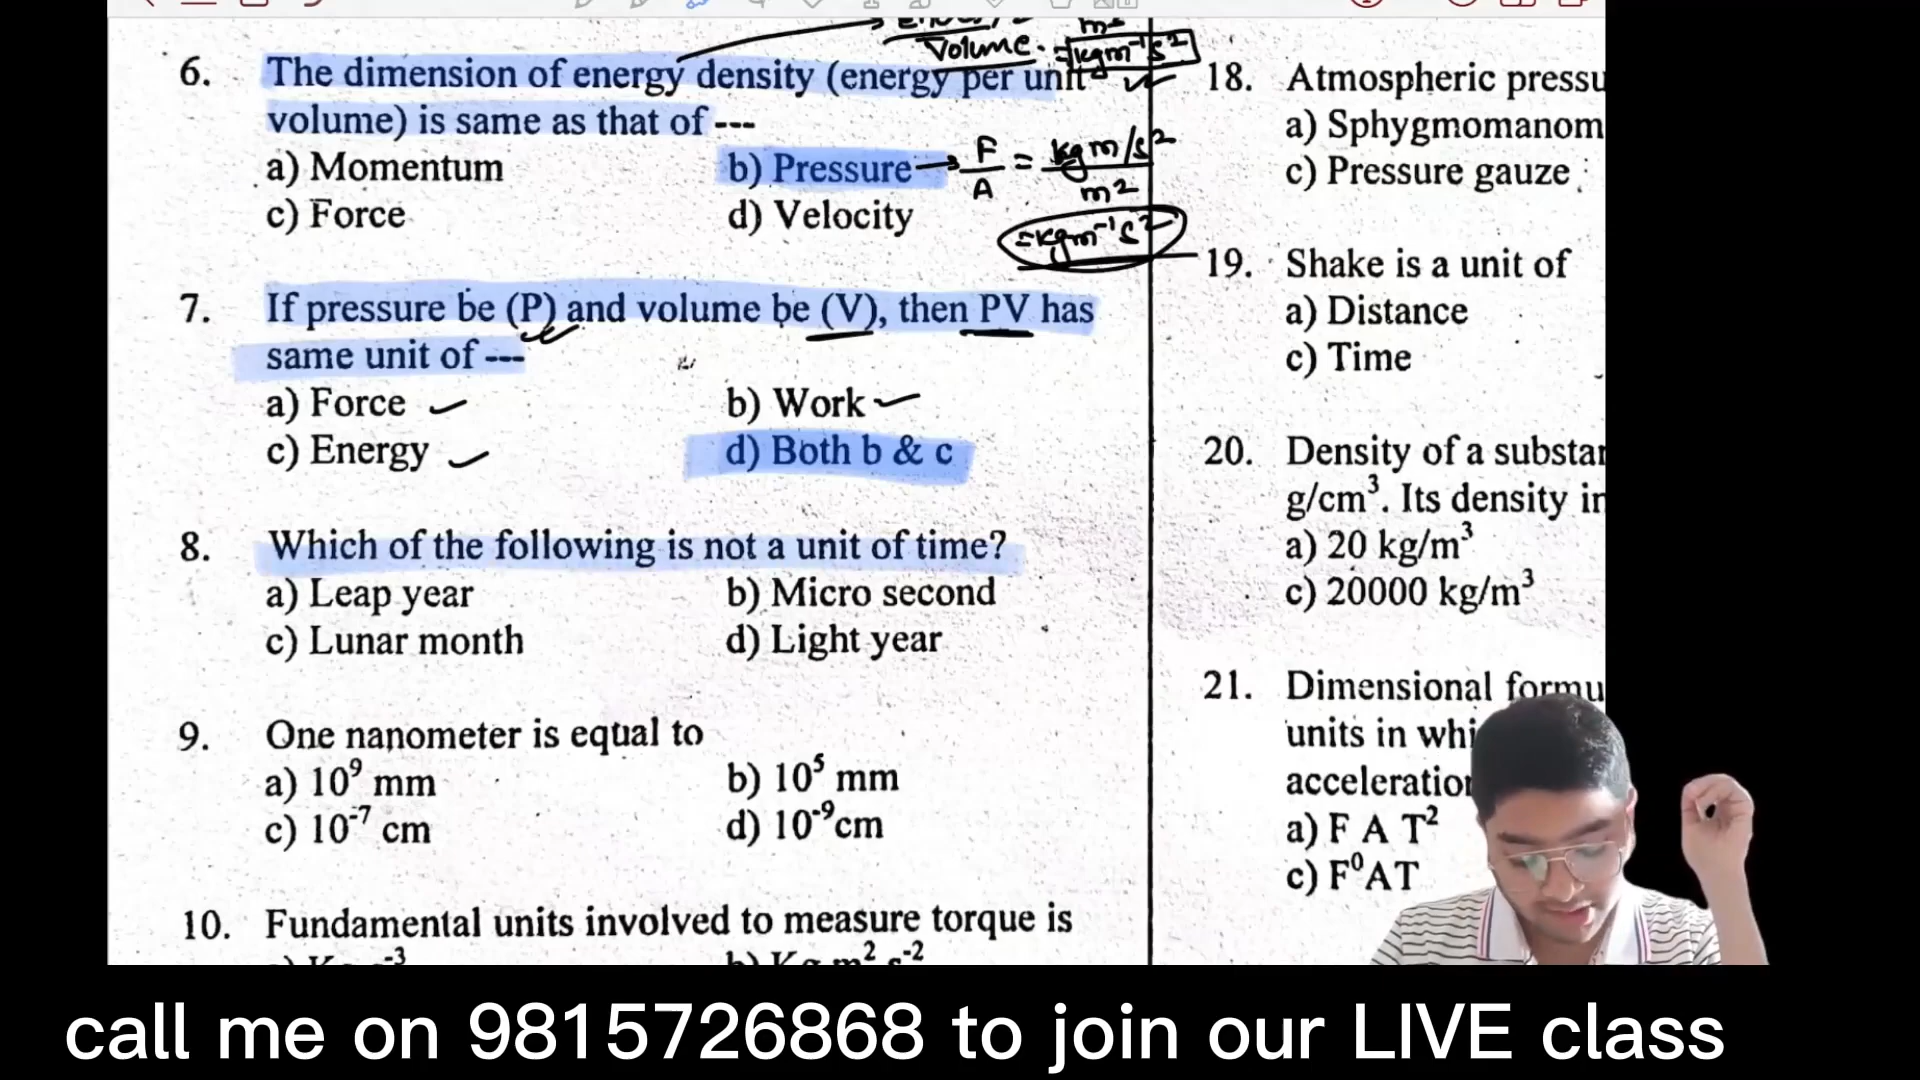 Volume. = kgm⁻¹s⁻²
6. The dimension of energy density (energy per unit
volume) is same as that of ---
a) Momentum b) Pressure → F/A = kgm/s²/m²
c) Force d) Velocity
=kgm⁻¹s⁻²
7. If pressure be (P) and volume be (V), then PV has
same unit of ---
a) Force b) Work
c) Energy d) Both b & c
8. Which of the following is not a unit of time?
a) Leap year b) Micro second
c) Lunar month d) Light year
9. One nanometer is equal to
a) 10⁹ mm b) 10⁵ mm
c) 10⁻⁷ cm d) 10⁻⁹cm
10. Fundamental units involved to measure torque is
18. Atmospheric pressu
a) Sphygmomanom
c) Pressure gauze
19. Shake is a unit of
a) Distance
c) Time
20. Density of a substan
g/cm³. Its density in
a) 20 kg/m³
c) 20000 kg/m³
21. Dimensional formu
units in whi
acceleration
a) F A T²
c) F⁰AT
call me on 9815726868 to join our LIVE class